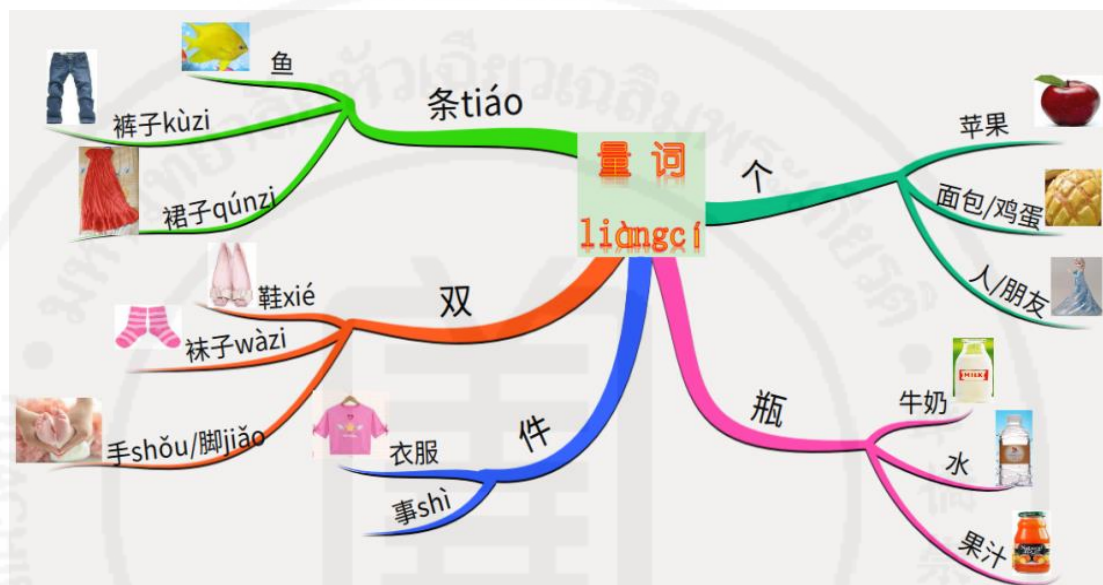 量词
liàngcí
条tiáo
鱼
裤子kùzi
裙子qúnzi
双
鞋xié
袜子wàzi
手shǒu/脚jiǎo
件
衣服
事shì
个
苹果
面包/鸡蛋
人/朋友
瓶
牛奶
MILK
水
果汁